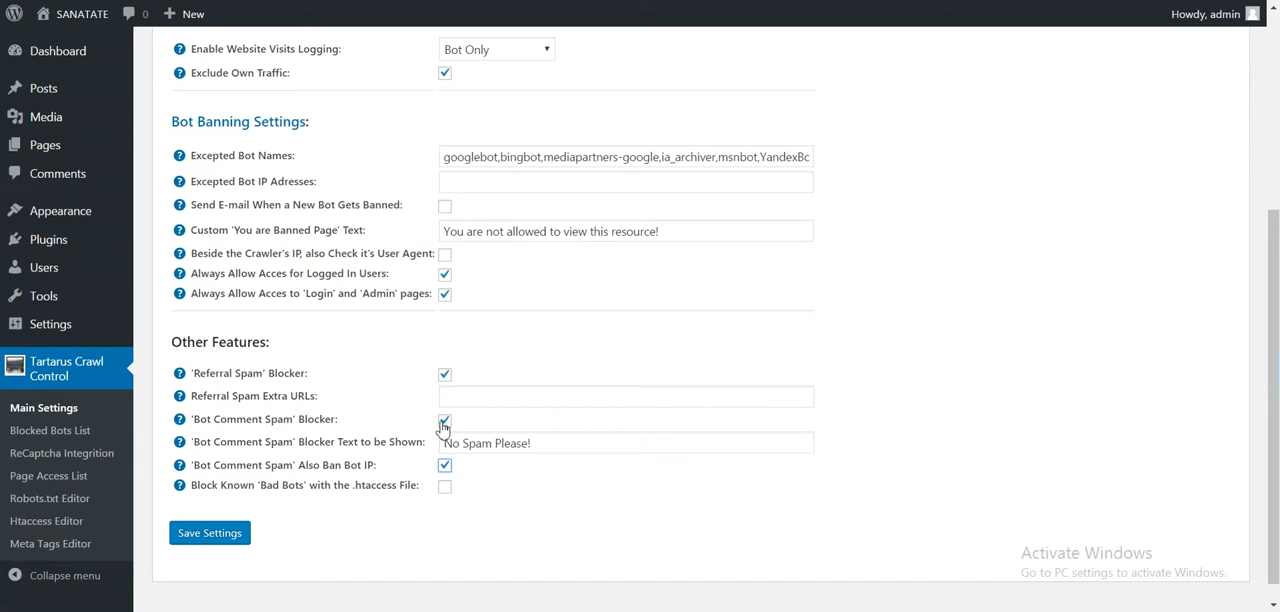 SANATATE 0 New Howdy, admin
Dashboard
Posts
Media
Pages
Comments
Appearance
Plugins
Users
Tools
Settings
Tartarus Crawl
Control
Main Settings
Blocked Bots List
ReCaptcha Integrition
Page Access List
Robots.txt Editor
Htaccess Editor
Meta Tags Editor
Collapse menu
Enable Website Visits Logging: Bot Only
Exclude Own Traffic:
Bot Banning Settings:
Excepted Bot Names: googlebot,bingbot,mediapartners-google,ia_archiver,msnbot,YandexBc
Excepted Bot IP Adresses:
Send E-mail When a New Bot Gets Banned:
Custom 'You are Banned Page' Text: You are not allowed to view this resource!
Beside the Crawler's IP, also Check it's User Agent:
Always Allow Acces for Logged In Users:
Always Allow Acces to 'Login' and 'Admin' pages:
Other Features:
'Referral Spam' Blocker:
Referral Spam Extra URLs:
'Bot Comment Spam' Blocker:
'Bot Comment Spam' Blocker Text to be Shown: No Spam Please!
'Bot Comment Spam' Also Ban Bot IP:
Block Known 'Bad Bots' with the .htaccess File:
Save Settings
Activate Windows
Go to PC settings to activate Windows.